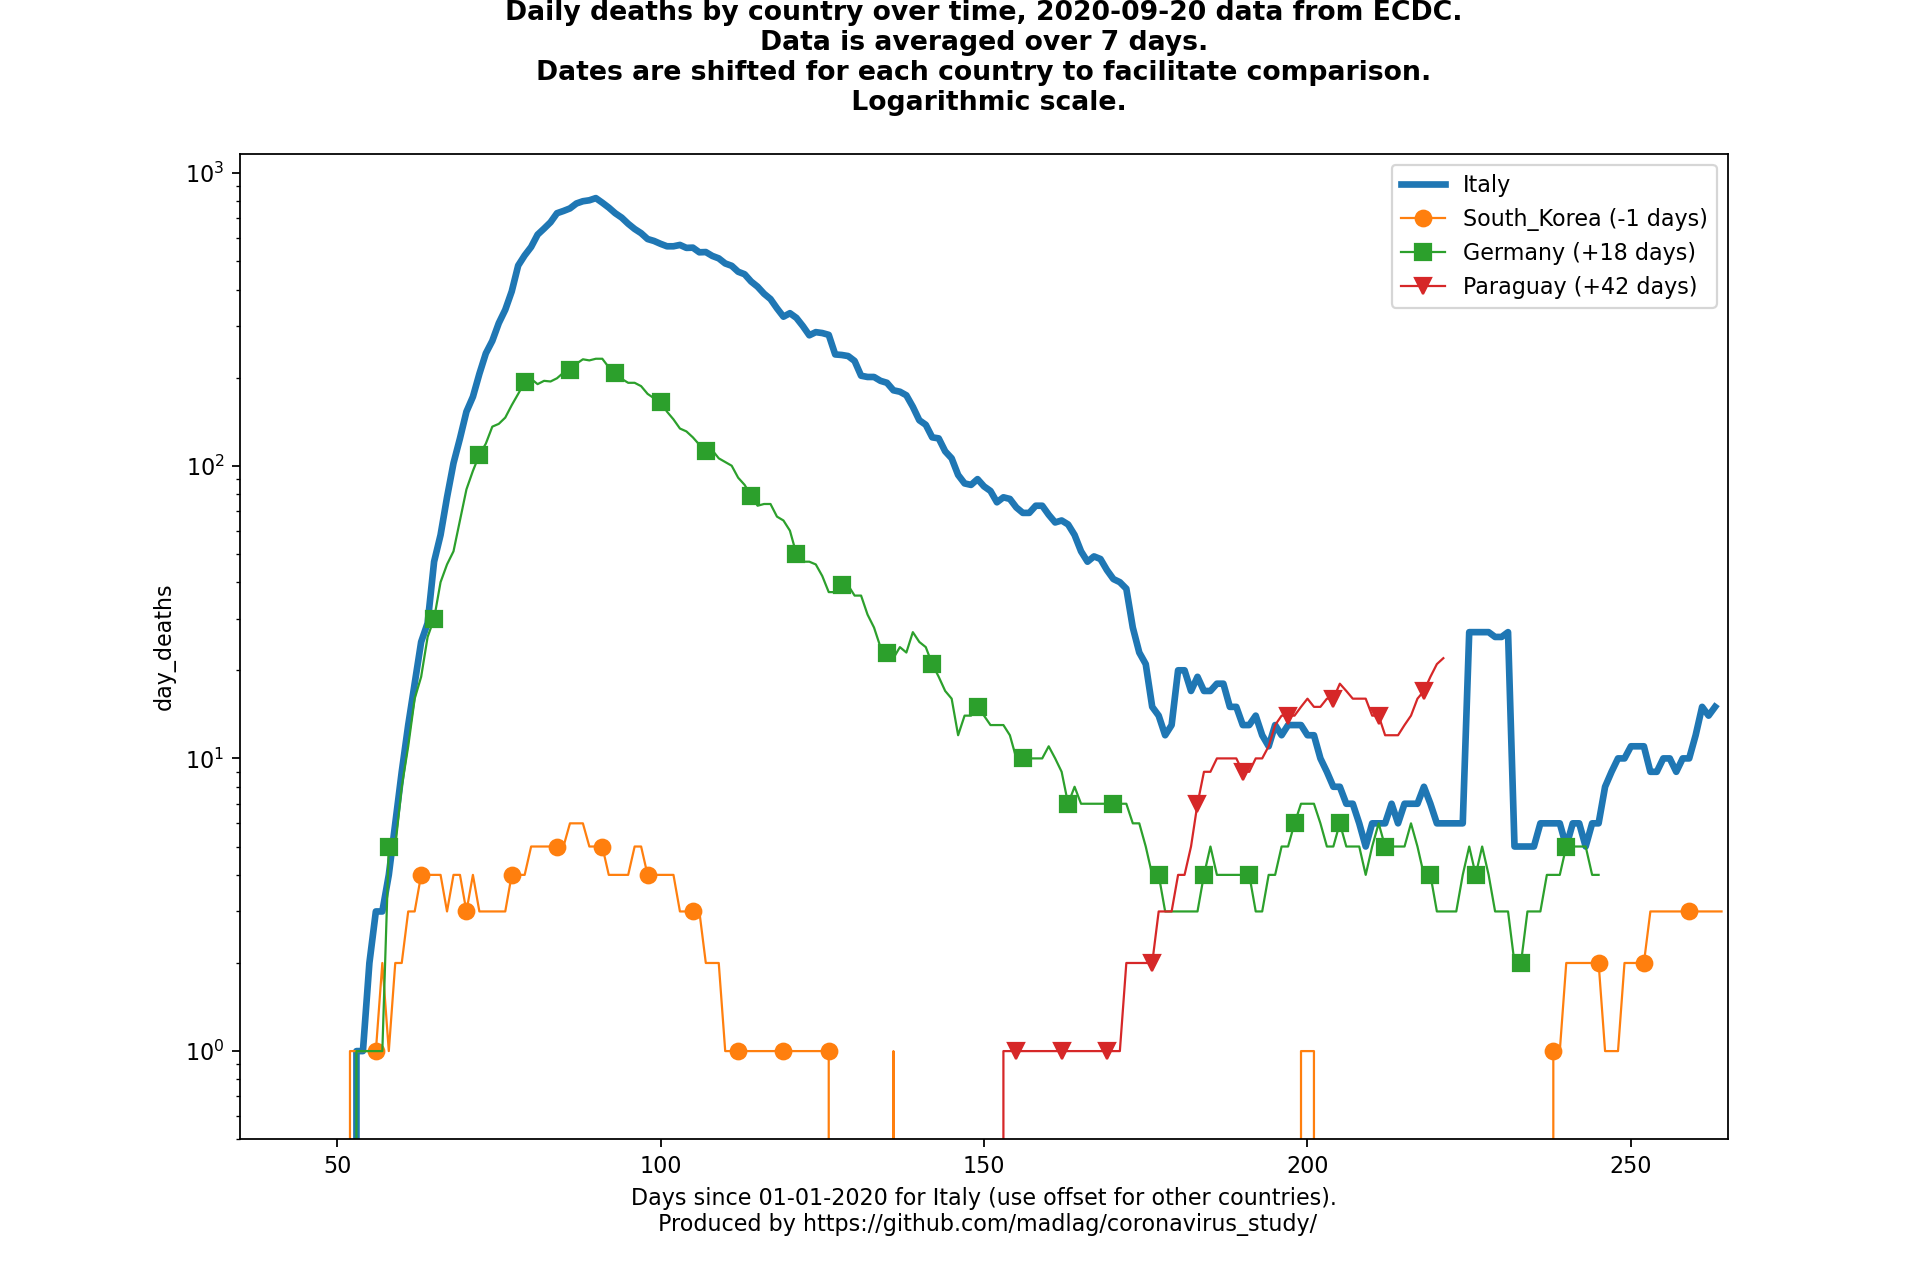 Daily deaths by country over time, 2020-09-20 data from ECDC.
Data is averaged over 7 days.
Dates are shifted for each country to facilitate comparison.
Logarithmic scale.
10³
10²
10¹
10⁰
day_deaths
Italy
South_Korea (-1 days)
Germany (+18 days)
Paraguay (+42 days)
50
100
150
200
250
Days since 01-01-2020 for Italy (use offset for other countries).
Produced by https://github.com/madlag/coronavirus_study/